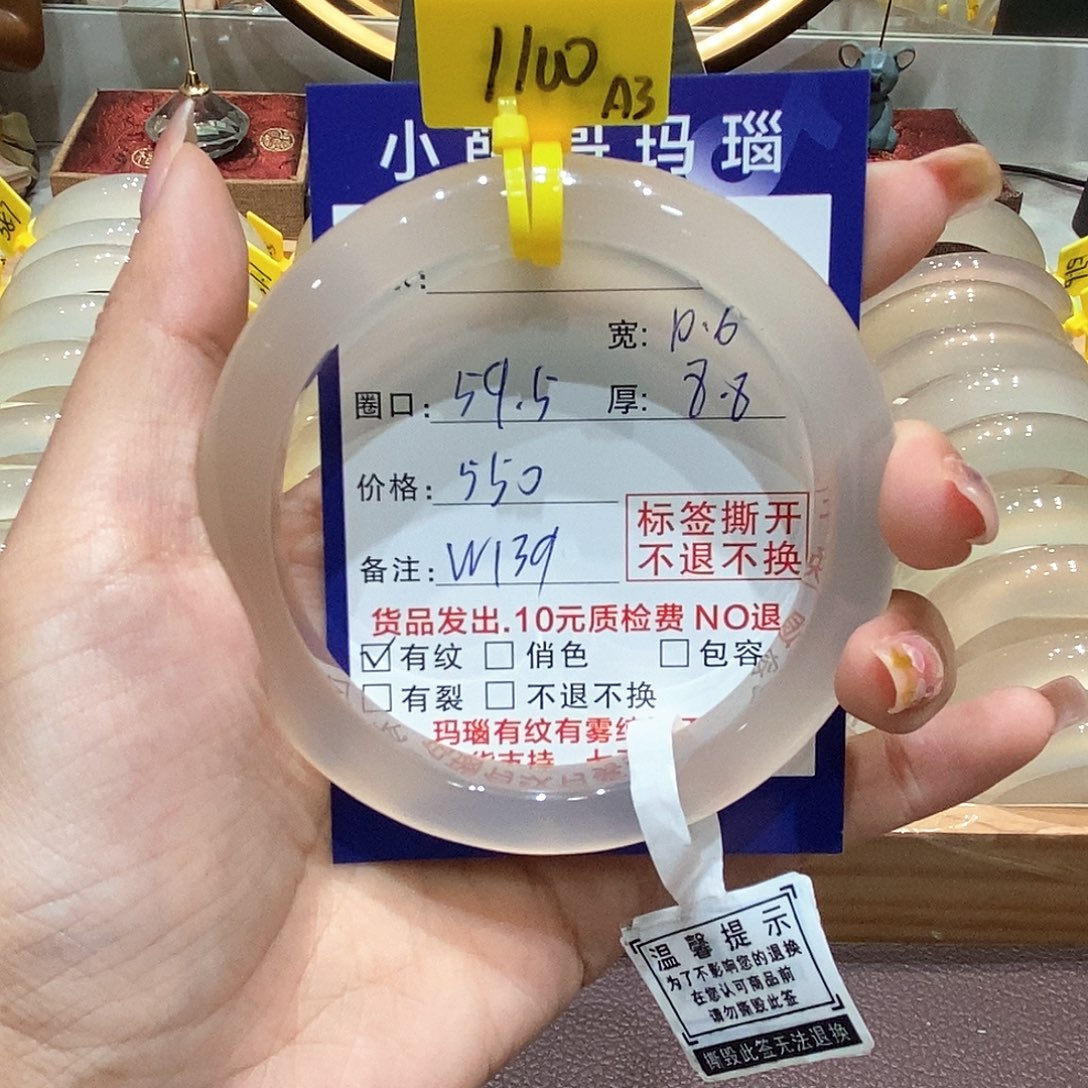 1100 A3
小 哥玛瑙
宽: 10.6
圈口: 59.5 厚: 8.8
价格: 550
标签撕开
不退不换
备注: W139
货品发出.10元质检费 NO退
☑有纹 □俏色 □包容
□有裂 □不退不换
玛瑙有纹有雾
温馨提示
为了不影响您的退换
在您认可商品前
请勿撕毁此签
撕毁此签无法退换